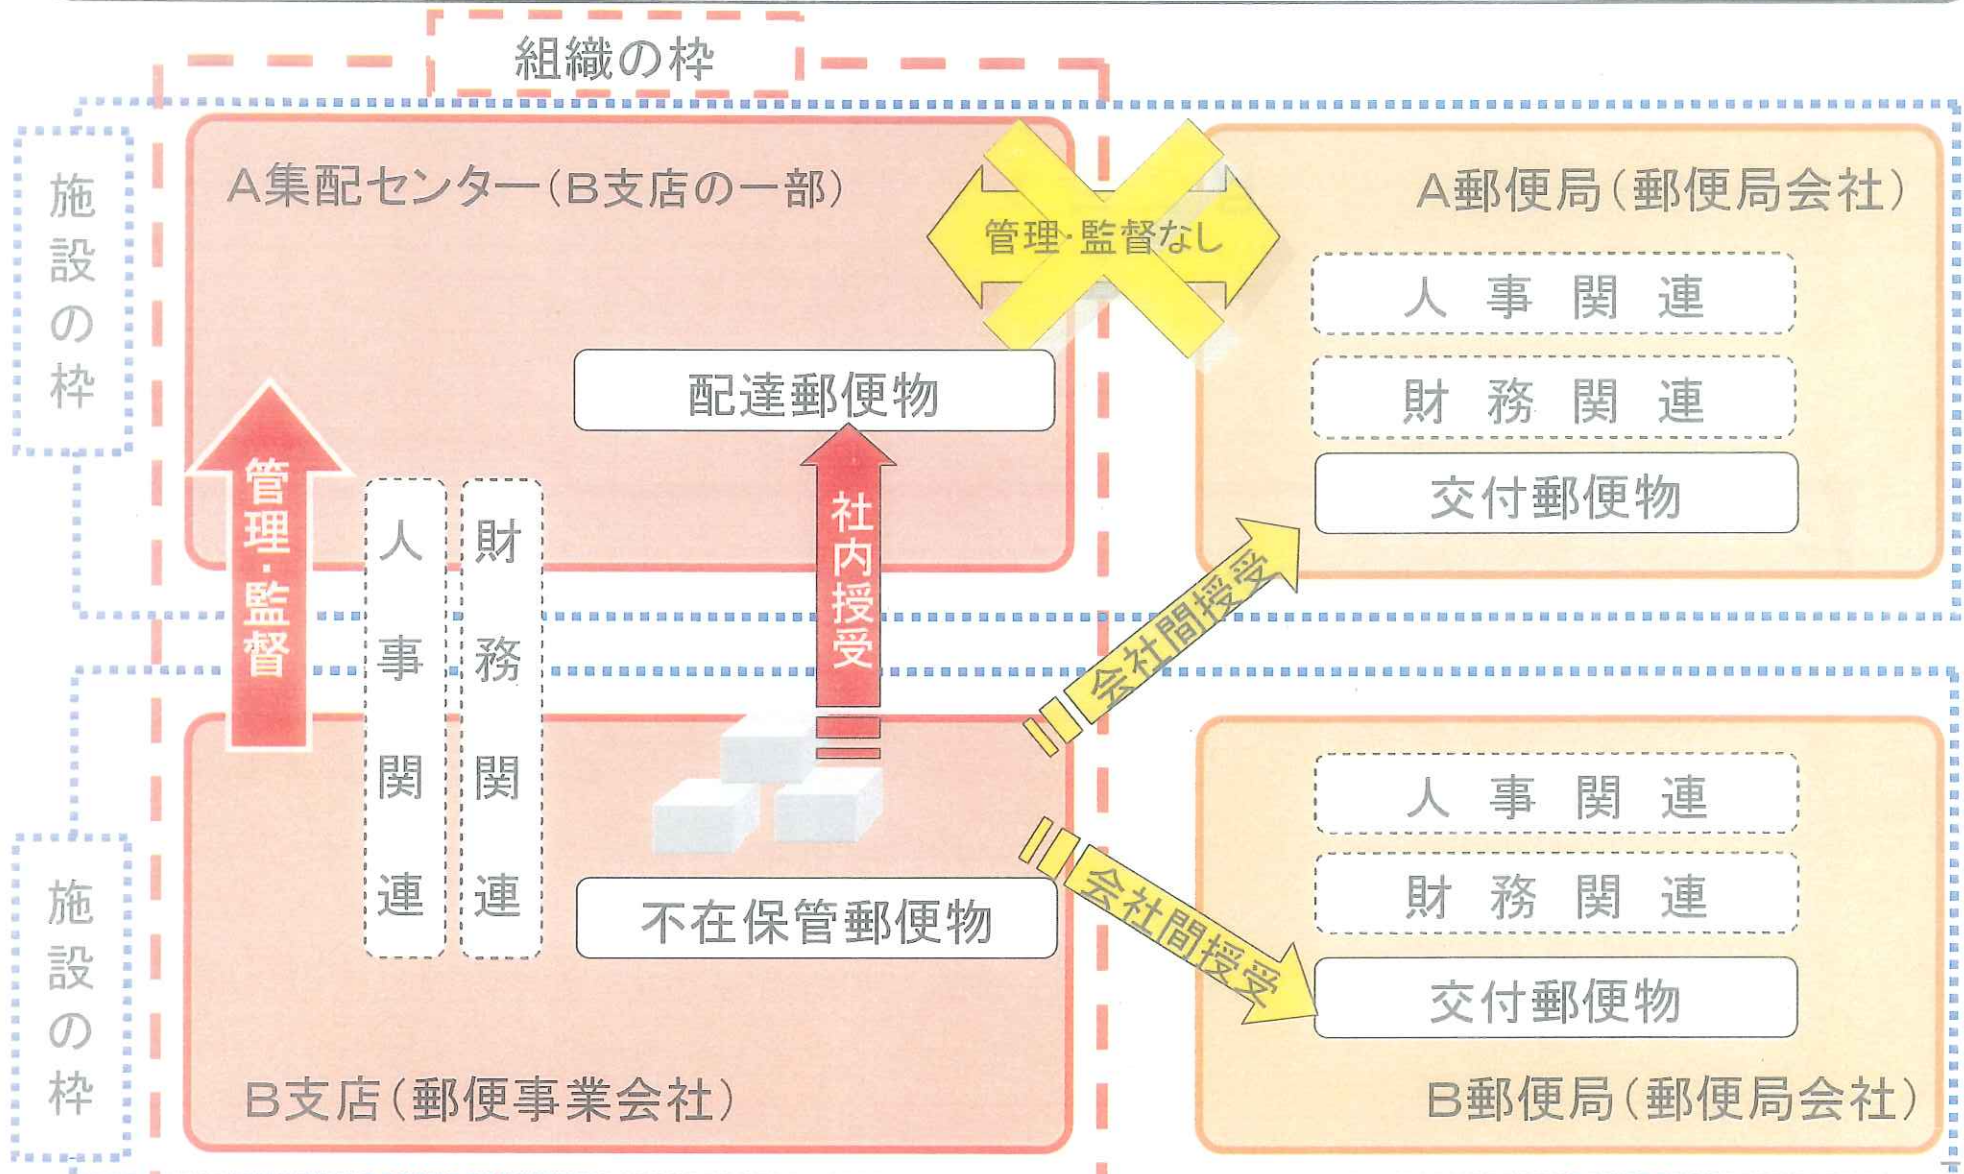 組織の枠
施設の枠
A集配センター(B支店の一部)
管理・監督なし
A郵便局(郵便局会社)
人事関連
財務関連
交付郵便物
配達郵便物
管理・監督
人事関連
財務関連
社内授受
会社間授受
施設の枠
不在保管郵便物
B支店(郵便事業会社)
会社間授受
人事関連
財務関連
交付郵便物
B郵便局(郵便局会社)